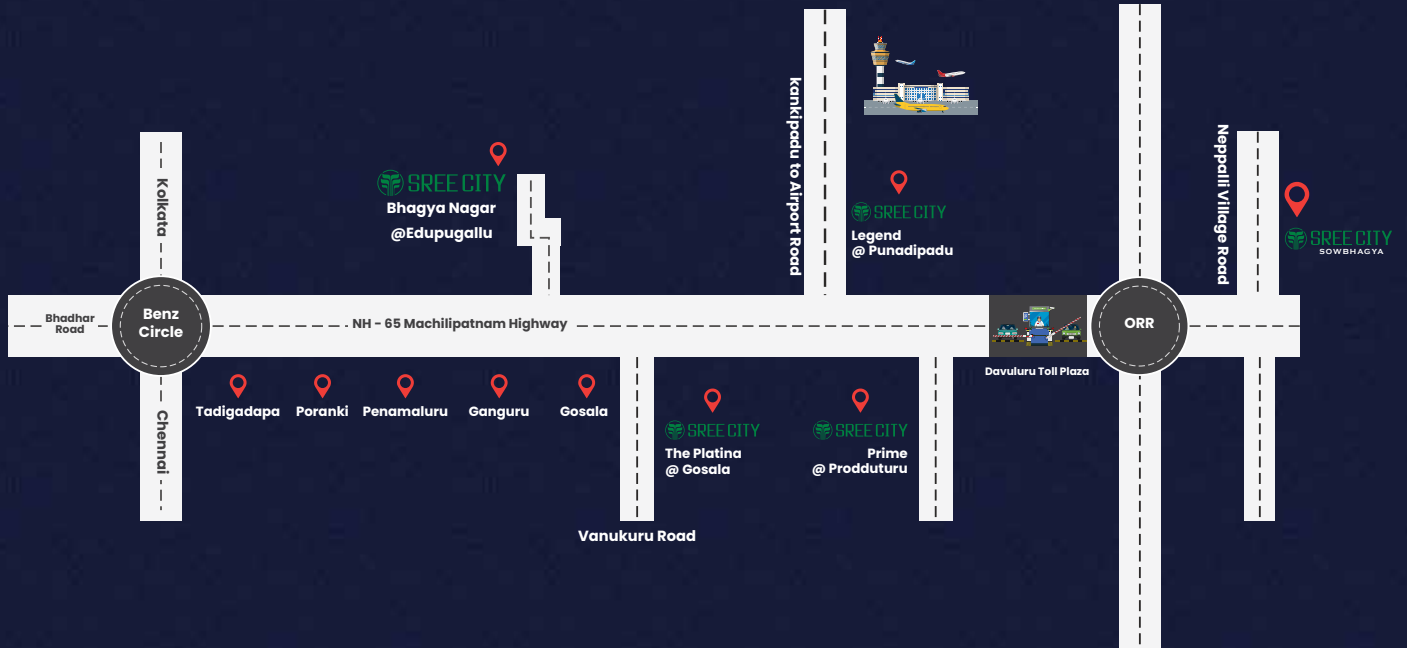 kankipadu to Airport Road
Neppalli Village Road
Kolkata
SREE CITY
Bhagya Nagar
@Edupugallu
SREE CITY
Legend
@ Punadipadu
SREE CITY
SOWBHAGYA
Bhadhar
Road
Benz
Circle
NH - 65 Machilipatnam Highway
ORR
Davuluru Toll Plaza
Chennai
Tadigadapa
Poranki
Penamaluru
Ganguru
Gosala
SREE CITY
The Platina
@ Gosala
SREE CITY
Prime
@ Prodduturu
Vanukuru Road